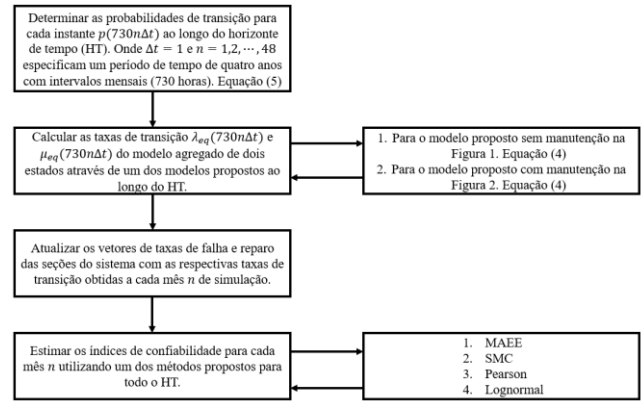 Determinar as probabilidades de transição para
cada instante p(730nΔt) ao longo do horizonte
de tempo (HT). Onde Δt = 1 e n = 1,2,⋯,48
especificam um período de tempo de quatro anos
com intervalos mensais (730 horas). Equação (5)
Calcular as taxas de transição λeq(730nΔt) e
μeq(730nΔt) do modelo agregado de dois
estados através de um dos modelos propostos ao
longo do HT.
1. Para o modelo proposto sem manutenção na
Figura 1. Equação (4)
2. Para o modelo proposto com manutenção na
Figura 2. Equação (4)
Atualizar os vetores de taxas de falha e reparo
das seções do sistema com as respectivas taxas de
transição obtidas a cada mês n de simulação.
Estimar os índices de confiabilidade para cada
mês n utilizando um dos métodos propostos para
todo o HT.
1. MAEE
2. SMC
3. Pearson
4. Lognormal